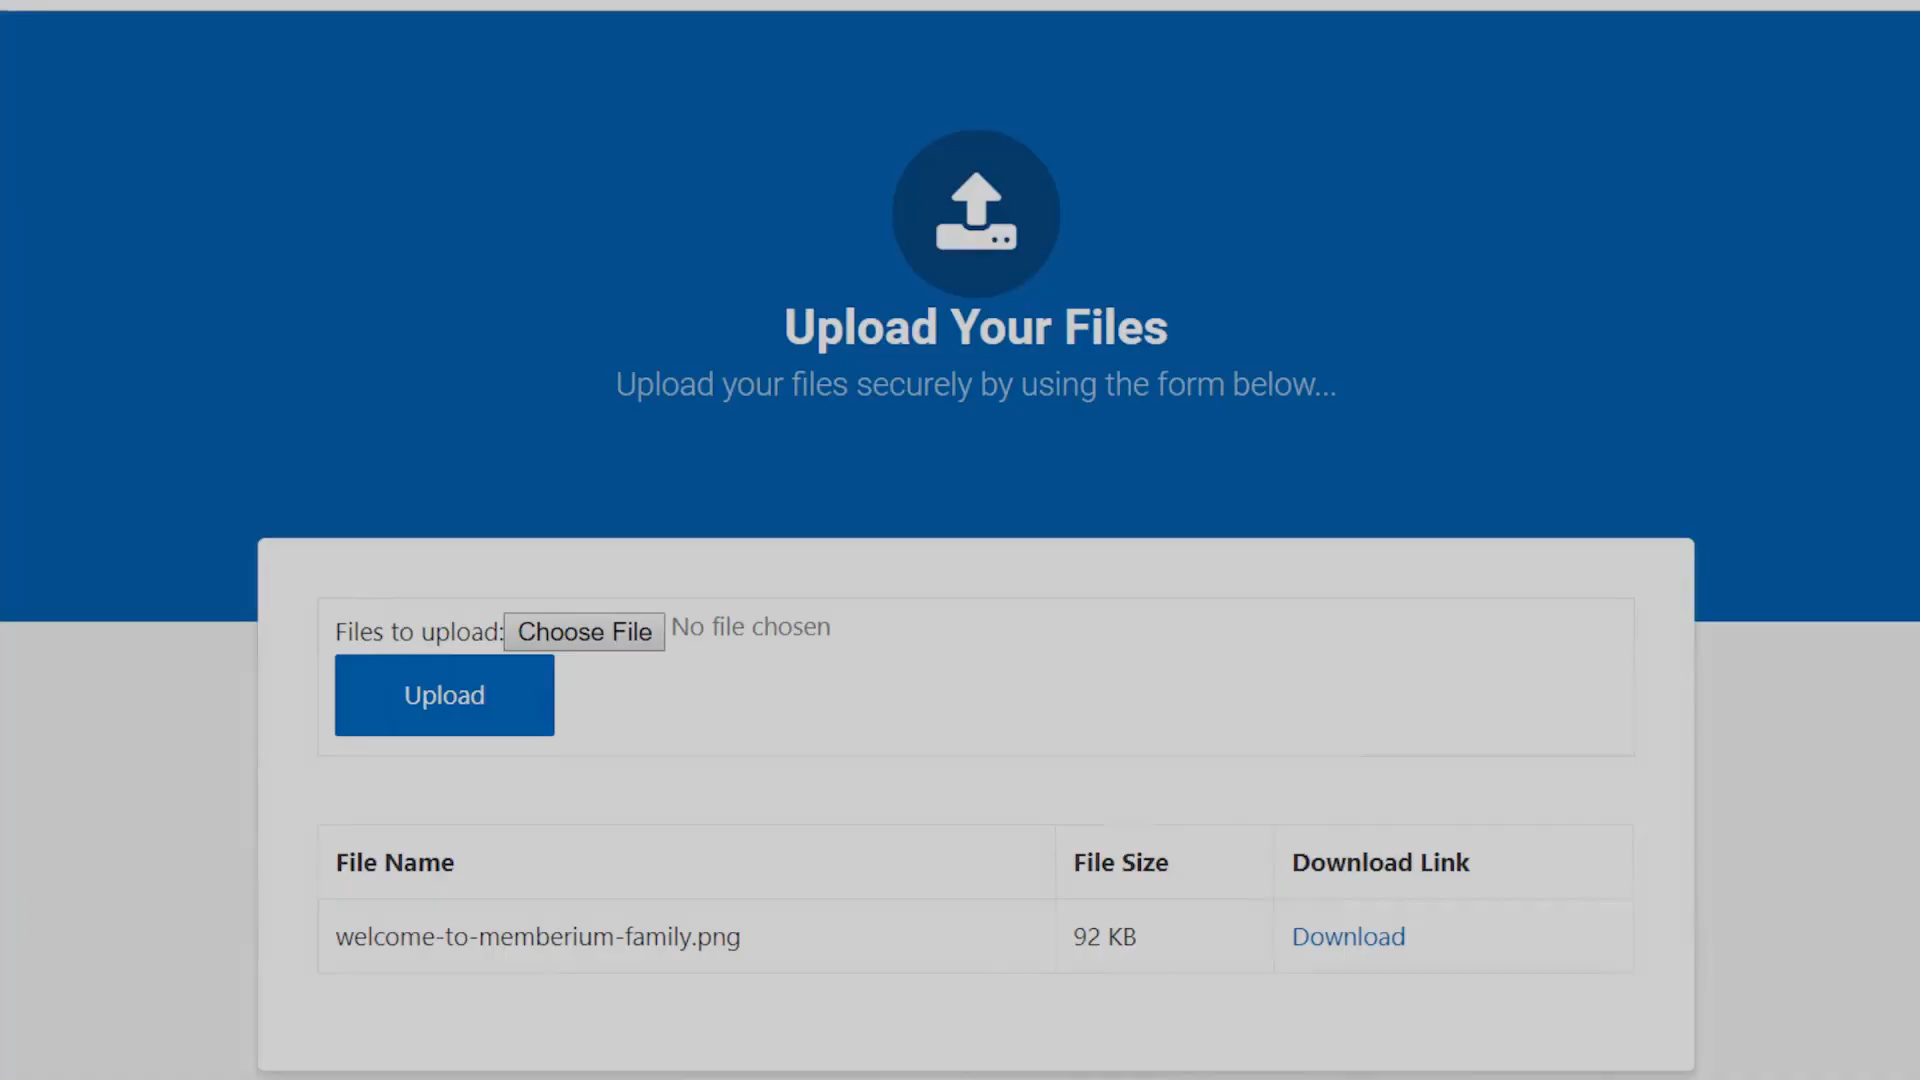 Upload Your Files
Upload your files securely by using the form below...
Files to upload: Choose File No file chosen
Upload
File Name File Size Download Link
welcome-to-memberium-family.png 92 KB Download